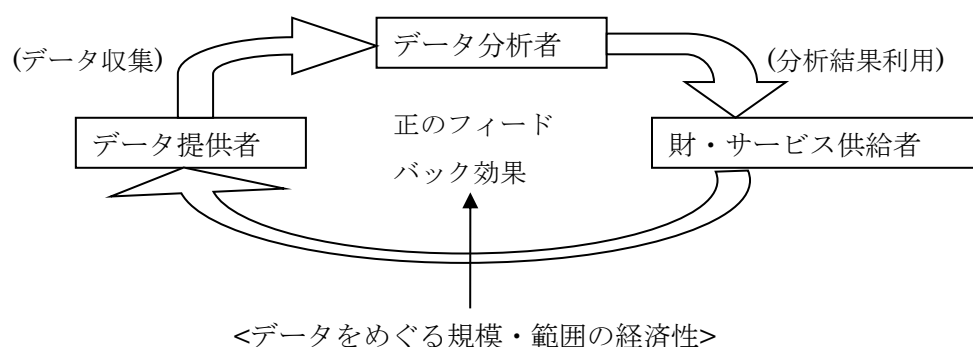 データ分析者
(データ収集)
(分析結果利用)
データ提供者
正のフィード
バック効果
財・サービス供給者
<データをめぐる規模・範囲の経済性>